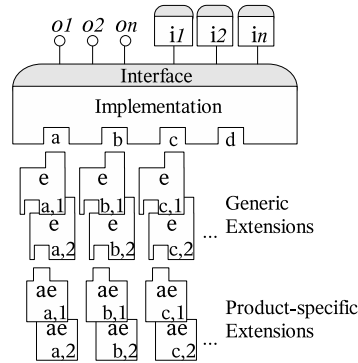 o1 o2 on i1 i2 in
Interface
Implementation
a b c d
e e e
a,1 b,1 c,1
e e e
a,2 b,2 c,2 ...
Generic
Extensions
ae ae ae
a,1 b,1 c,1
ae ae ae
a,2 b,2 c,2 ...
Product-specific
Extensions